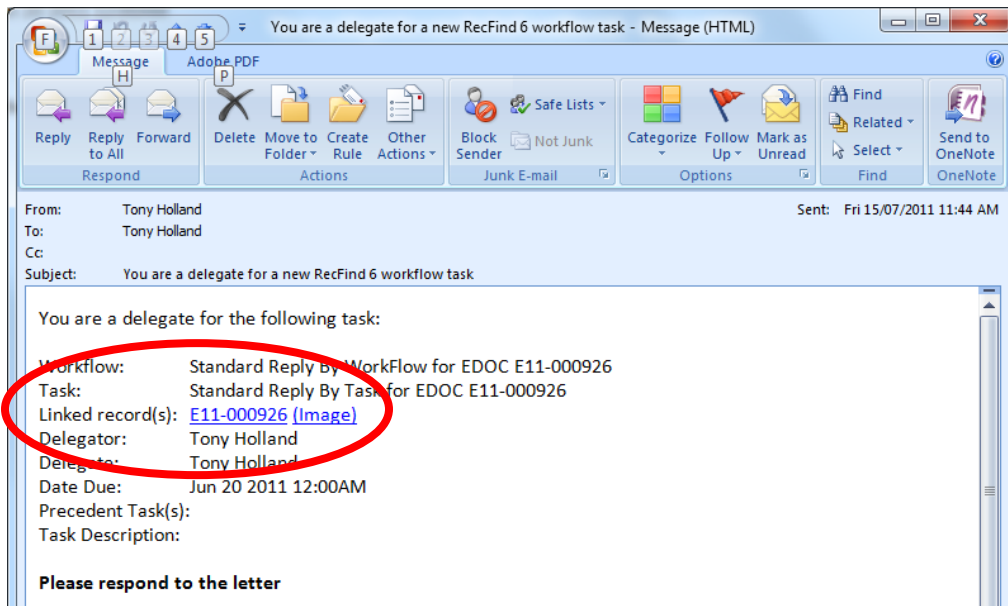 You are a delegate for a new RecFind 6 workflow task - Message (HTML)
F 1 2 3 4 5
Message Adobe PDF
H P
Reply Reply to All Forward Delete Move to Folder Create Rule Other Actions Block Sender Safe Lists Not Junk Categorize Follow Up Mark as Unread Find Related Select Send to OneNote
Respond Actions Junk E-mail Options Find OneNote
From: Tony Holland Sent: Fri 15/07/2011 11:44 AM
To: Tony Holland
Cc:
Subject: You are a delegate for a new RecFind 6 workflow task
You are a delegate for the following task:
Workflow: Standard Reply By WorkFlow for EDOC E11-000926
Task: Standard Reply By Task for EDOC E11-000926
Linked record(s): E11-000926 (Image)
Delegator: Tony Holland
Delegate: Tony Holland
Date Due: Jun 20 2011 12:00AM
Precedent Task(s):
Task Description:
Please respond to the letter